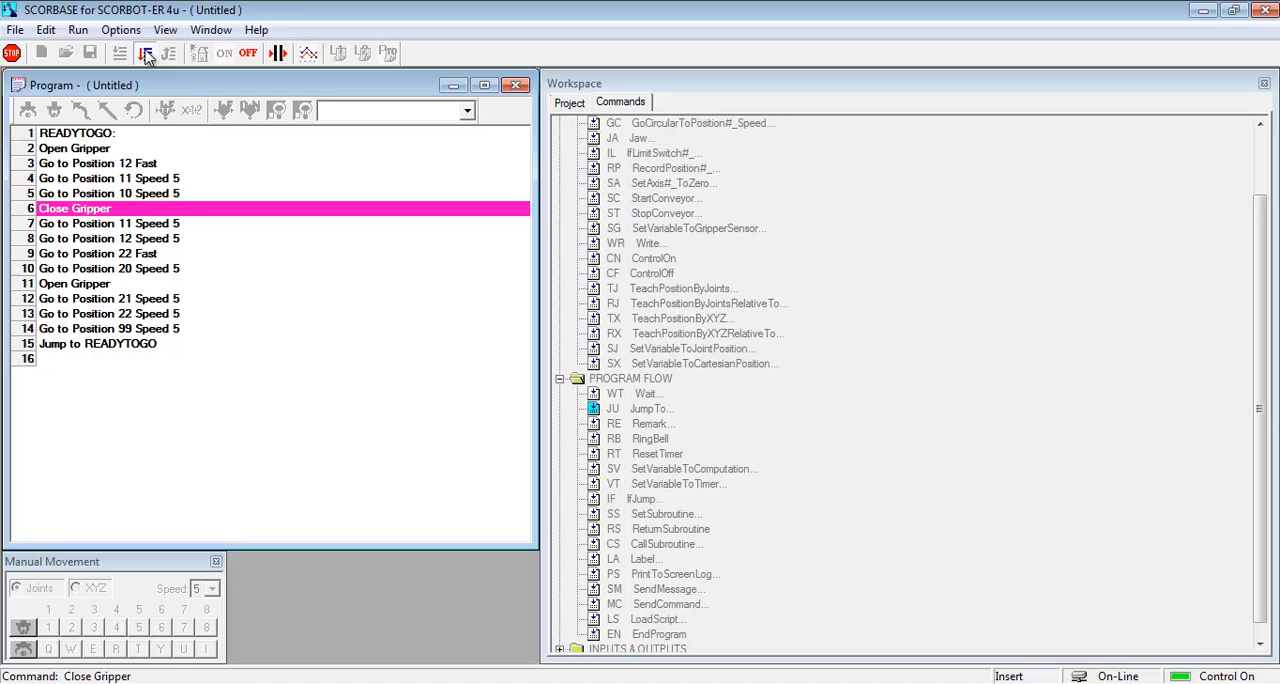 SCORBASE for SCORBOT-ER 4u - ( Untitled )
File Edit Run Options View Window Help
STOP ON OFF
Program - ( Untitled )
1 READYTOGO:
2 Open Gripper
3 Go to Position 12 Fast
4 Go to Position 11 Speed 5
5 Go to Position 10 Speed 5
6 Close Gripper
7 Go to Position 11 Speed 5
8 Go to Position 12 Speed 5
9 Go to Position 22 Fast
10 Go to Position 20 Speed 5
11 Open Gripper
12 Go to Position 21 Speed 5
13 Go to Position 22 Speed 5
14 Go to Position 99 Speed 5
15 Jump to READYTOGO
16
Manual Movement
Joints XYZ Speed: 5
1 2 3 4 5 6 7 8
1 2 3 4 5 6 7 8
Q W E R T Y U I
Workspace
Project Commands
GC GoCircularToPosition#_Speed...
JA Jaw...
IL IfLimitSwitch#_...
RP RecordPosition#_...
SA SetAxis#_ToZero...
SC StartConveyor...
ST StopConveyor...
SG SetVariableToGripperSensor...
WR Write...
CN ControlOn
CF ControlOff
TJ TeachPositionByJoints...
RJ TeachPositionByJointsRelativeTo...
TX TeachPositionByXYZ...
RX TeachPositionByXYZRelativeTo...
SJ SetVariableToJointPosition...
SX SetVariableToCartesianPosition...
PROGRAM FLOW
WT Wait...
JU JumpTo...
RE Remark...
RB RingBell
RT ResetTimer
SV SetVariableToComputation...
VT SetVariableToTimer...
IF IfJump...
SS SetSubroutine...
RS ReturnSubroutine
CS CallSubroutine...
LA Label...
PS PrintToScreenLog...
SM SendMessage...
MC SendCommand...
LS LoadScript...
EN EndProgram
INPUTS & OUTPUTS
Command: Close Gripper Insert On-Line Control On